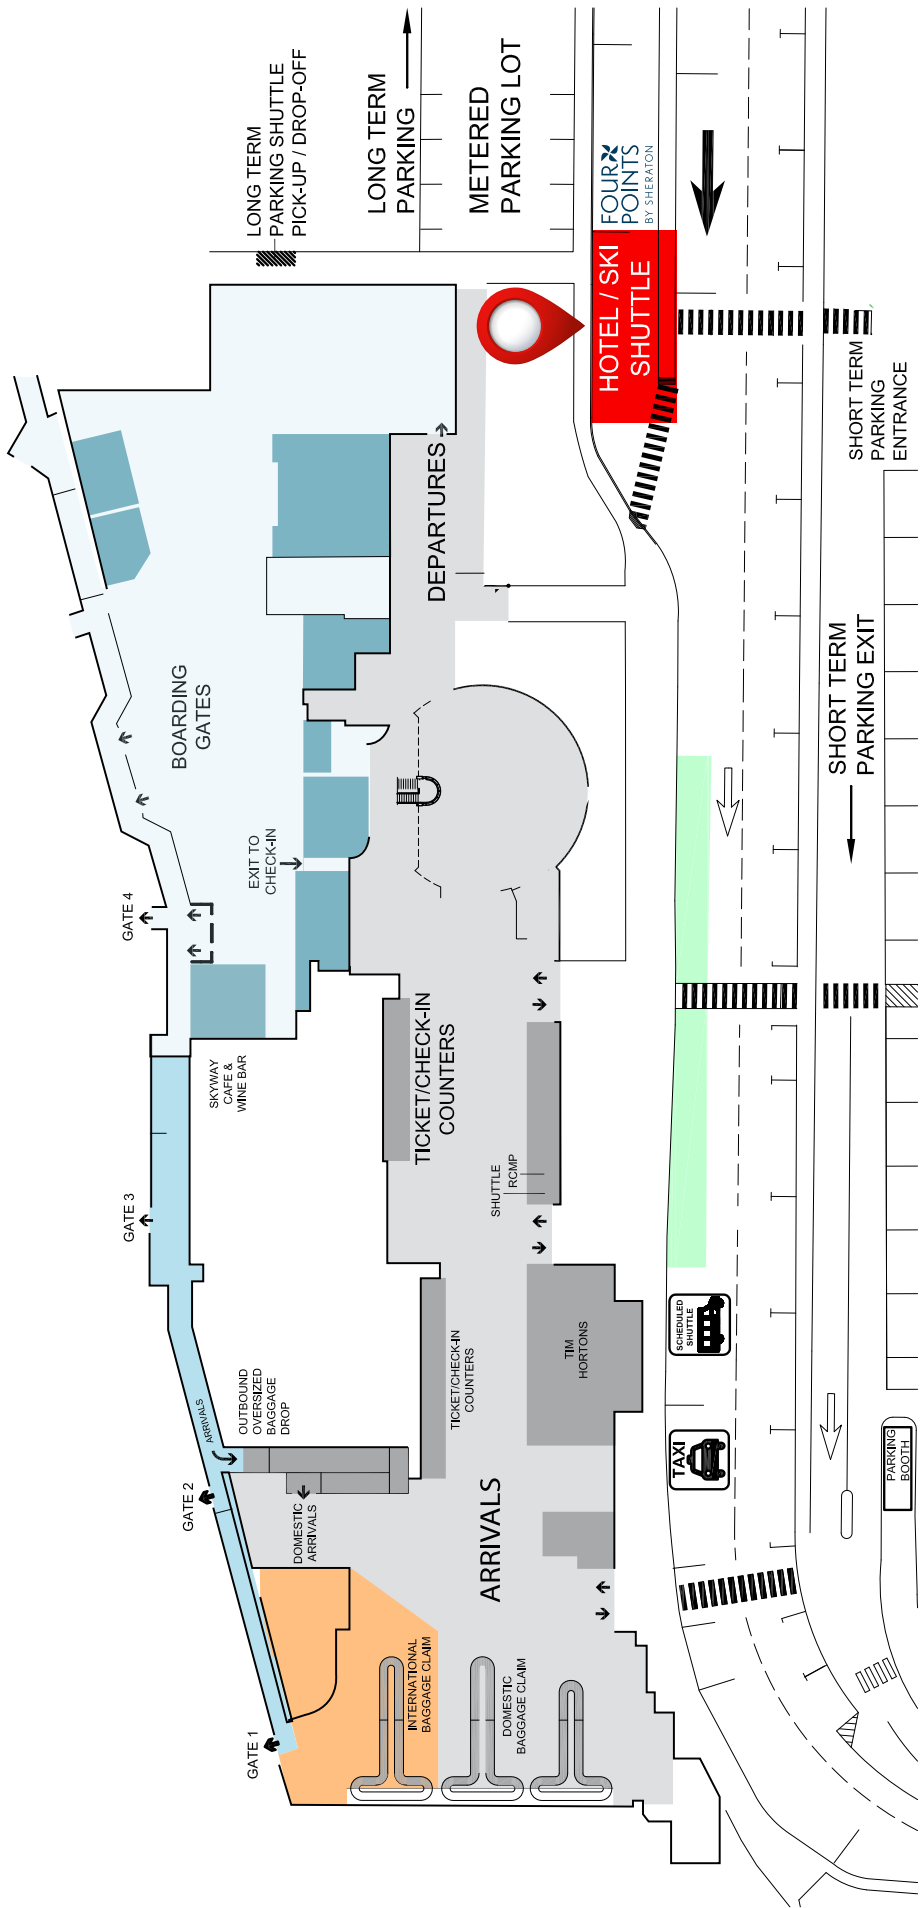 LONG TERM
PARKING SHUTTLE
PICK-UP / DROP-OFF
LONG TERM
PARKING
METERED
PARKING LOT
FOUR POINTS
BY SHERATON
HOTEL / SKI
SHUTTLE
SHORT TERM
PARKING
ENTRANCE
DEPARTURES
BOARDING
GATES
EXIT TO
CHECK-IN
SHORT TERM
PARKING EXIT
GATE 4
SKYWAY
CAFE &
WINE BAR
TICKET/CHECK-IN
COUNTERS
SHUTTLE
RCMP
GATE 3
TICKET/CHECK-IN
COUNTERS
TIM
HORTONS
SCHEDULED
SHUTTLE
TAXI
ARRIVALS
OUTBOUND
OVERSIZED
BAGGAGE
DROP
GATE 2
DOMESTIC
ARRIVALS
ARRIVALS
PARKING
BOOTH
INTERNATIONAL
BAGGAGE CLAIM
DOMESTIC
BAGGAGE CLAIM
GATE 1